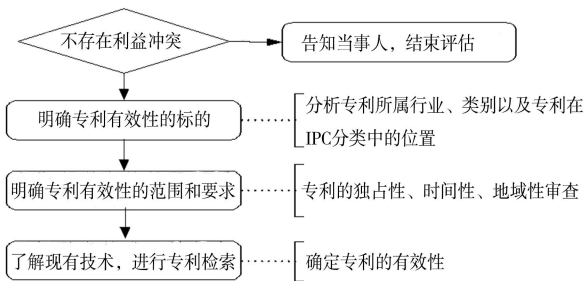 不存在利益冲突
告知当事人，结束评估
明确专利有效性的标的
分析专利所属行业、类别以及专利在
IPC分类中的位置
明确专利有效性的范围和要求
专利的独占性、时间性、地域性审查
了解现有技术，进行专利检索
确定专利的有效性